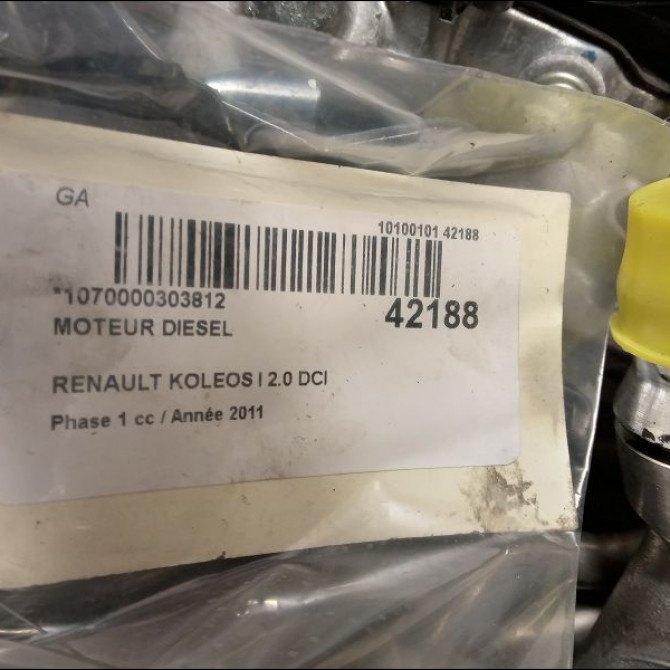 GA
10100101 42188
*1070000303812
42188
MOTEUR DIESEL
RENAULT KOLEOS I 2.0 DCI
Phase 1 cc / Année 2011